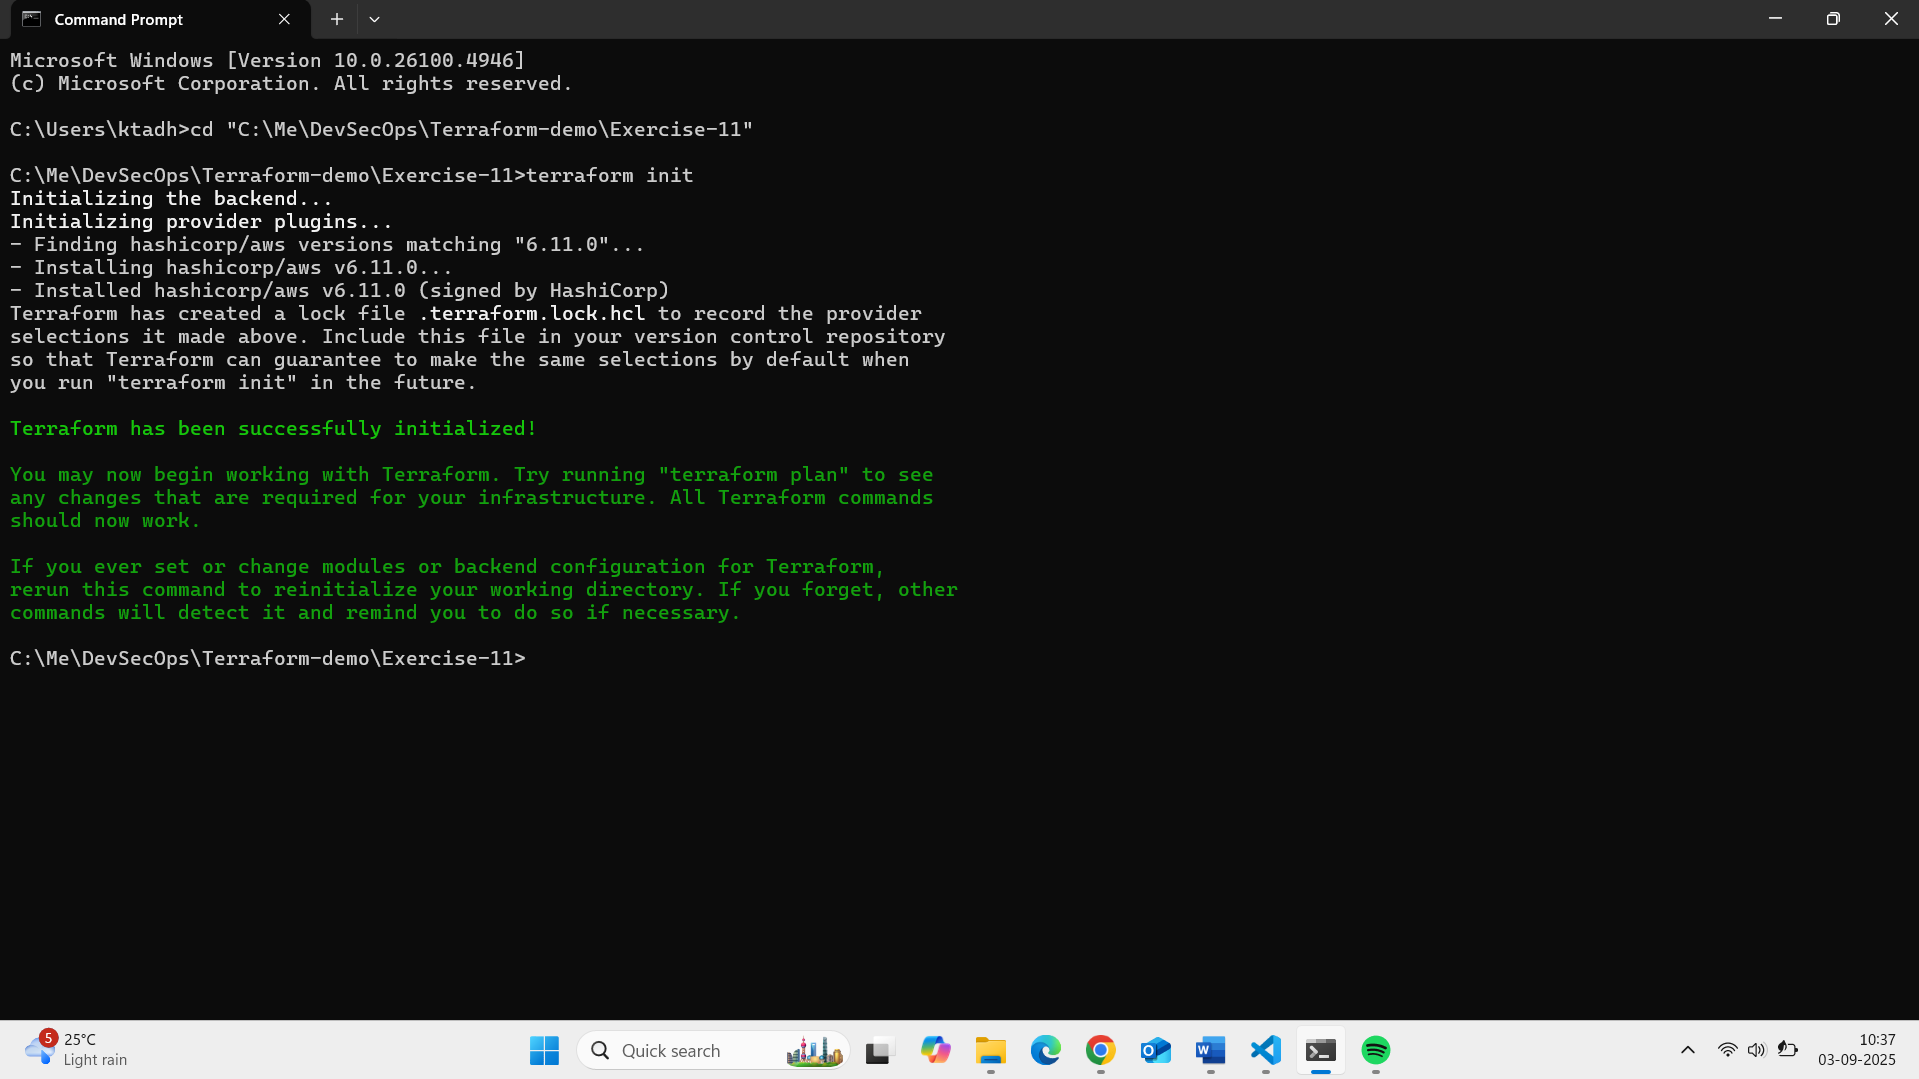 Command Prompt
Microsoft Windows [Version 10.0.26100.4946]
(c) Microsoft Corporation. All rights reserved.
C:\Users\ktadh>cd "C:\Me\DevSecOps\Terraform-demo\Exercise-11"
C:\Me\DevSecOps\Terraform-demo\Exercise-11>terraform init
Initializing the backend...
Initializing provider plugins...
- Finding hashicorp/aws versions matching "6.11.0"...
- Installing hashicorp/aws v6.11.0...
- Installed hashicorp/aws v6.11.0 (signed by HashiCorp)
Terraform has created a lock file .terraform.lock.hcl to record the provider
selections it made above. Include this file in your version control repository
so that Terraform can guarantee to make the same selections by default when
you run "terraform init" in the future.
Terraform has been successfully initialized!
You may now begin working with Terraform. Try running "terraform plan" to see
any changes that are required for your infrastructure. All Terraform commands
should now work.
If you ever set or change modules or backend configuration for Terraform,
rerun this command to reinitialize your working directory. If you forget, other
commands will detect it and remind you to do so if necessary.
C:\Me\DevSecOps\Terraform-demo\Exercise-11>
5
25°C
Light rain
Quick search
10:37
03-09-2025